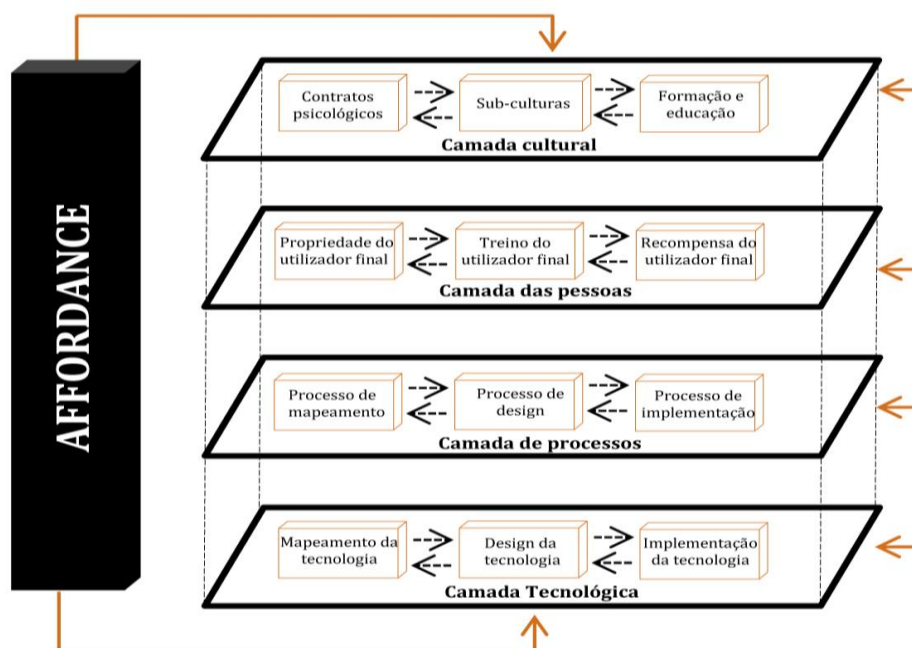 AFFORDANCE
Contratos
psicológicos
Sub-culturas
Formação e
educação
Camada cultural
Propriedade do
utilizador final
Treino do
utilizador final
Recompensa do
utilizador final
Camada das pessoas
Processo de
mapeamento
Processo de
design
Processo de
implementação
Camada de processos
Mapeamento da
tecnologia
Design da
tecnologia
Implementação
da tecnologia
Camada Tecnológica